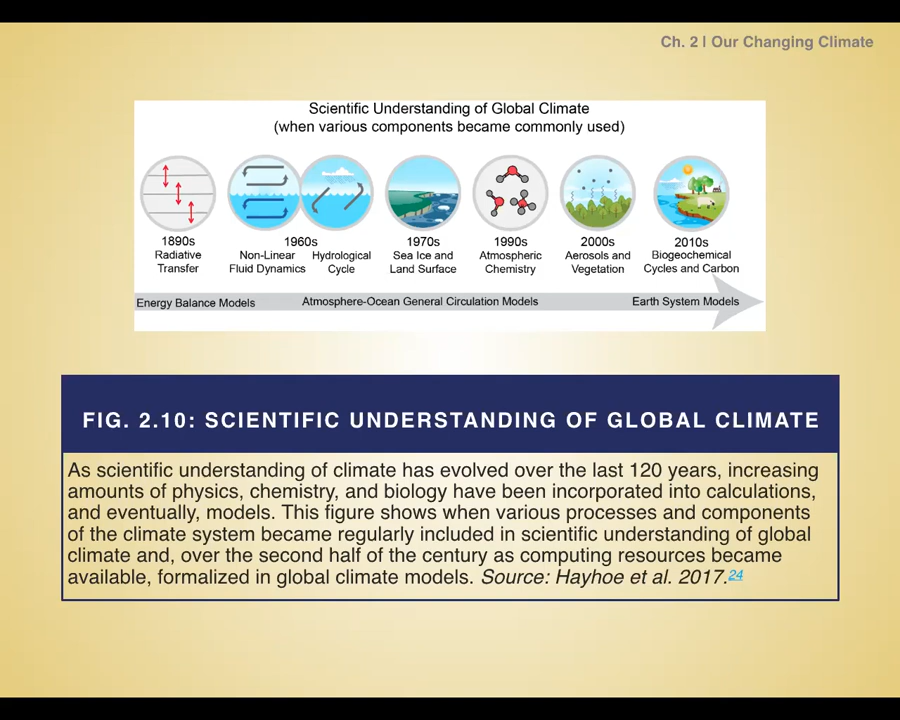 Ch. 2 | Our Changing Climate
Scientific Understanding of Global Climate
(when various components became commonly used)
1890s
Radiative
Transfer
1960s
Non-Linear
Fluid Dynamics
Hydrological
Cycle
1970s
Sea Ice and
Land Surface
1990s
Atmospheric
Chemistry
2000s
Aerosols and
Vegetation
2010s
Biogeochemical
Cycles and Carbon
Energy Balance Models
Atmosphere-Ocean General Circulation Models
Earth System Models
FIG. 2.10: SCIENTIFIC UNDERSTANDING OF GLOBAL CLIMATE
As scientific understanding of climate has evolved over the last 120 years, increasing
amounts of physics, chemistry, and biology have been incorporated into calculations,
and eventually, models. This figure shows when various processes and components
of the climate system became regularly included in scientific understanding of global
climate and, over the second half of the century as computing resources became
available, formalized in global climate models. Source: Hayhoe et al. 2017.24